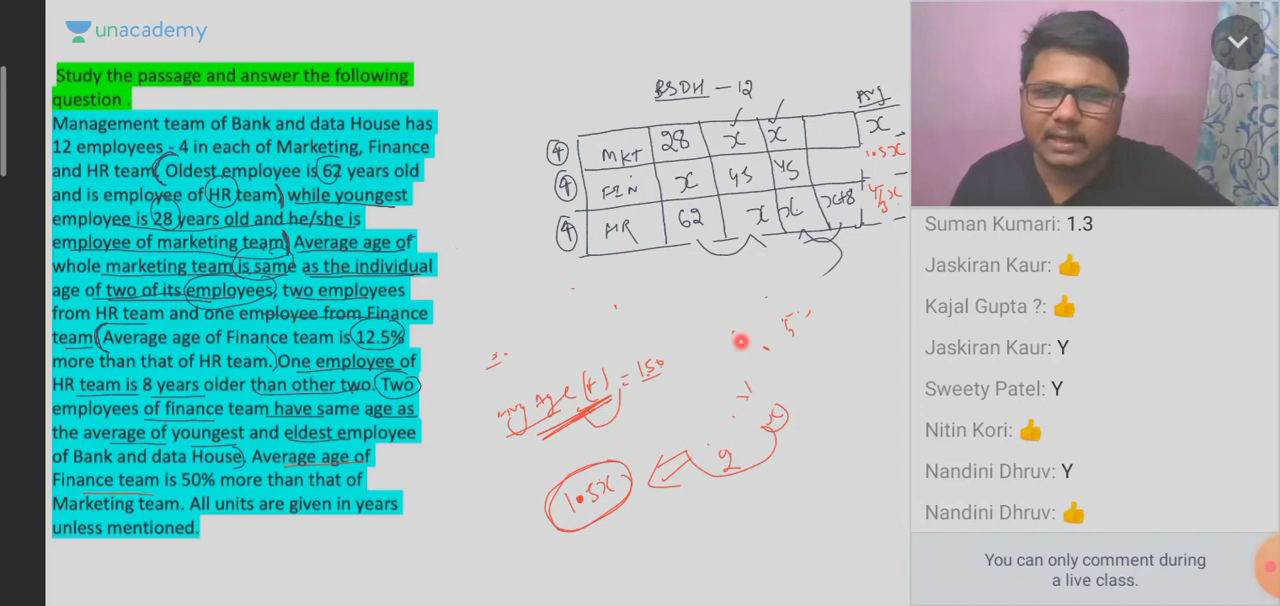 unacademy
Study the passage and answer the following
question .
Management team of Bank and data House has
12 employees - 4 in each of Marketing, Finance
and HR team. Oldest employee is 62 years old
and is employee of HR team, while youngest
employee is 28 years old and he/she is
employee of marketing team. Average age of
whole marketing team is same as the individual
age of two of its employees, two employees
from HR team and one employee from Finance
team. Average age of Finance team is 12.5%
more than that of HR team. One employee of
HR team is 8 years older than other two. Two
employees of finance team have same age as
the average of youngest and eldest employee
of Bank and data House. Average age of
Finance team is 50% more than that of
Marketing team. All units are given in years
unless mentioned.
BSDH - 12
Avg
4 MKT 28 x x x
4 FIN x 45 45 1.5x
4 HR 62 x x x+8 4/3x
Avg Age (F) = 150
1.5x
Suman Kumari: 1.3
Jaskiran Kaur: 👍
Kajal Gupta ?: 👍
Jaskiran Kaur: Y
Sweety Patel: Y
Nitin Kori: 👍
Nandini Dhruv: Y
Nandini Dhruv: 👍
You can only comment during
a live class.